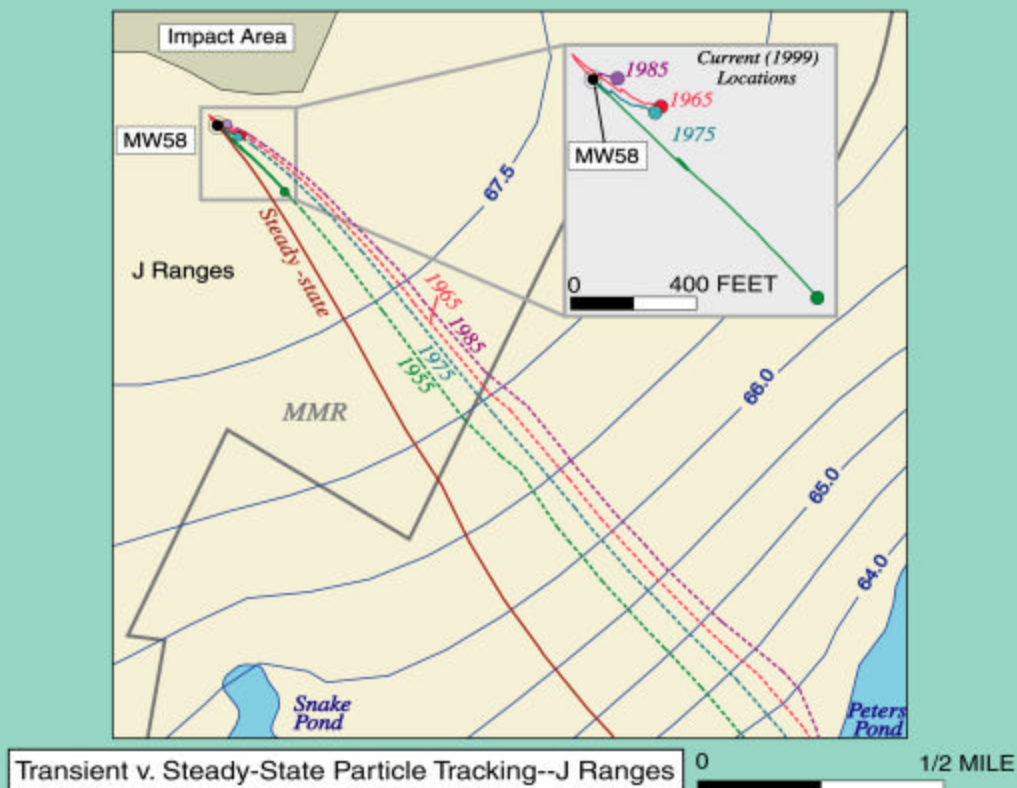 Impact Area
Current (1999)
Locations
1985
1965
1975
MW58
0
400 FEET
MW58
67.5
Steady -state
J Ranges
1965
1985
1975
1955
MMR
66.0
65.0
64.0
Snake
Pond
Peters
Pond
Transient v. Steady-State Particle Tracking--J Ranges
0
1/2 MILE